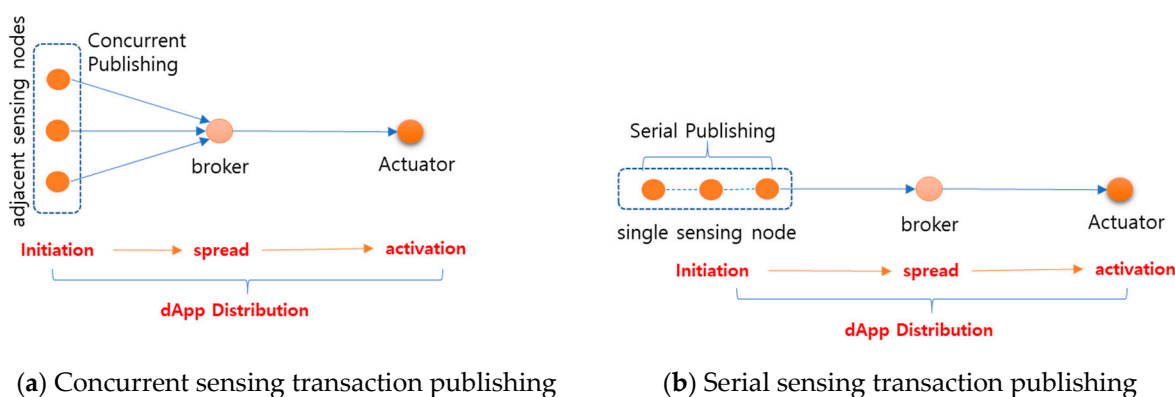 adjacent sensing nodes
Concurrent
Publishing
broker
Actuator
Initiation spread activation
dApp Distribution
(a) Concurrent sensing transaction publishing
Serial Publishing
single sensing node
broker
Actuator
Initiation spread activation
dApp Distribution
(b) Serial sensing transaction publishing